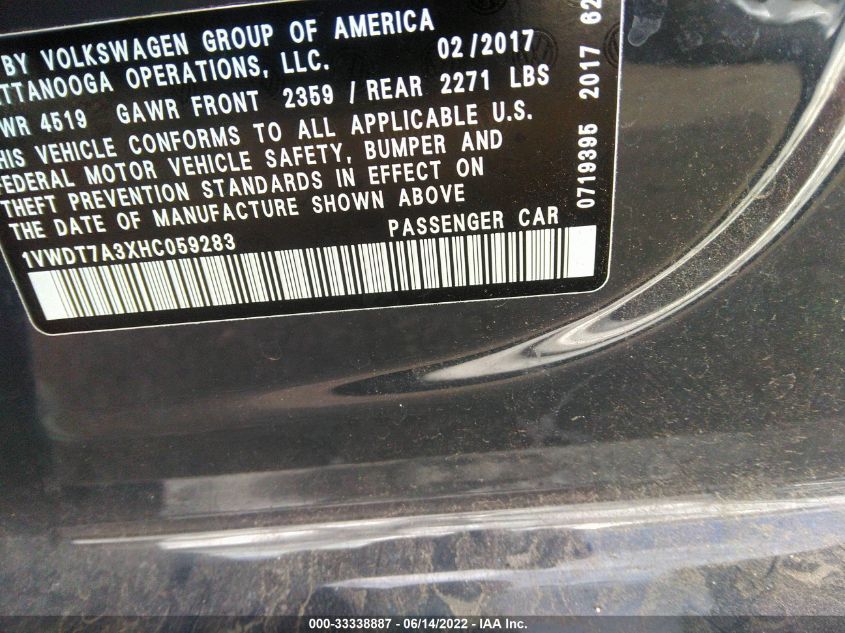 BY VOLKSWAGEN GROUP OF AMERICA
TTANOOGA OPERATIONS, LLC. 02/2017
WR 4519 GAWR FRONT 2359 / REAR 2271 LBS
HIS VEHICLE CONFORMS TO ALL APPLICABLE U.S.
FEDERAL MOTOR VEHICLE SAFETY, BUMPER AND
THEFT PREVENTION STANDARDS IN EFFECT ON
THE DATE OF MANUFACTURE SHOWN ABOVE
1VWDT7A3XHC059283 PASSENGER CAR
0719395 2017 62
000-33338887 - 06/14/2022 - IAA Inc.